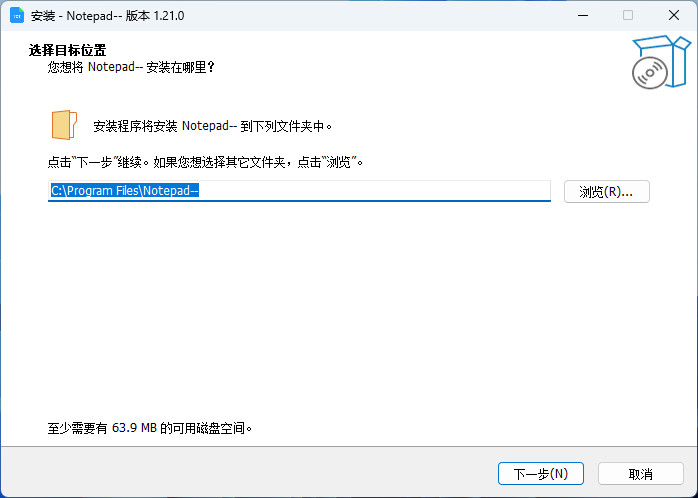 安装 - Notepad-- 版本 1.21.0
选择目标位置
您想将 Notepad-- 安装在哪里？
安装程序将安装 Notepad-- 到下列文件夹中。
点击“下一步”继续。如果您想选择其它文件夹，点击“浏览”。
C:\Program Files\Notepad--
浏览(R)...
至少需要有 63.9 MB 的可用磁盘空间。
下一步(N)
取消